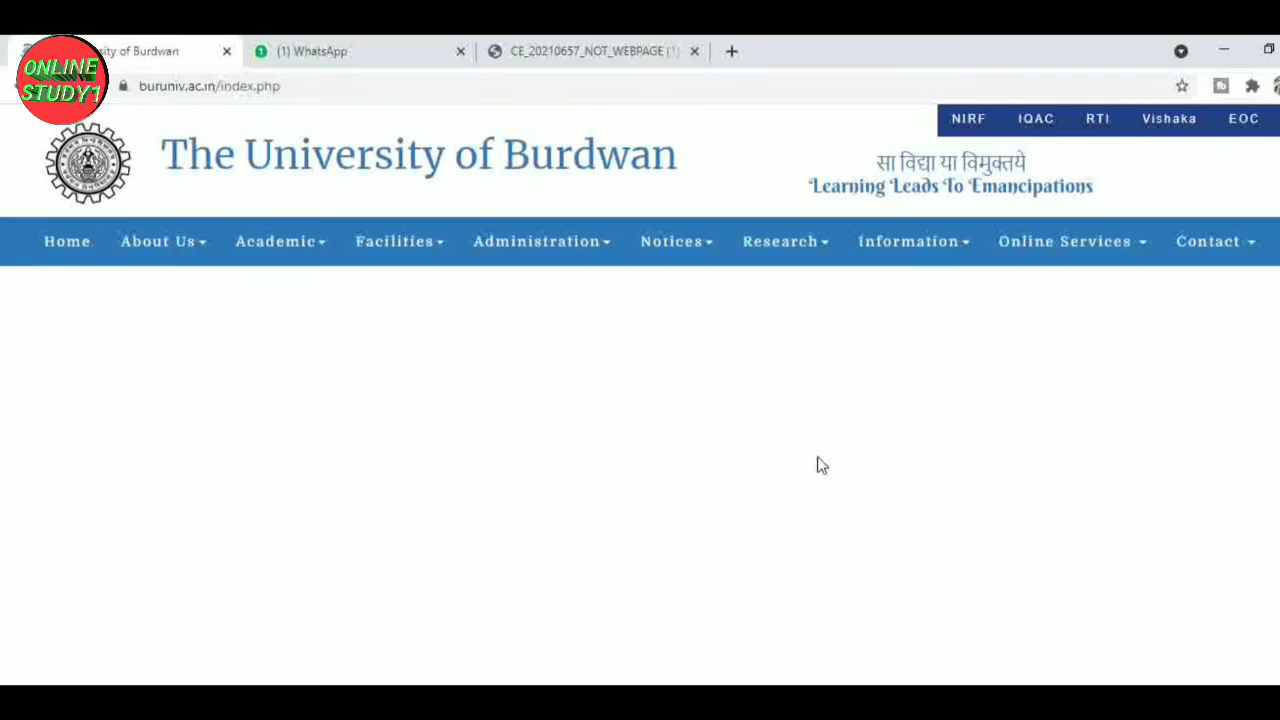 ONLINE
STUDY1
sity of Burdwan
(1) WhatsApp
CE_20210657_NOT_WEBPAGE (1)
buruniv.ac.in/index.php
NIRF IQAC RTI Vishaka EOC
The University of Burdwan
सा विद्या या विमुक्तये
Learning Leads To Emancipations
Home About Us Academic Facilities Administration Notices Research Information Online Services Contact